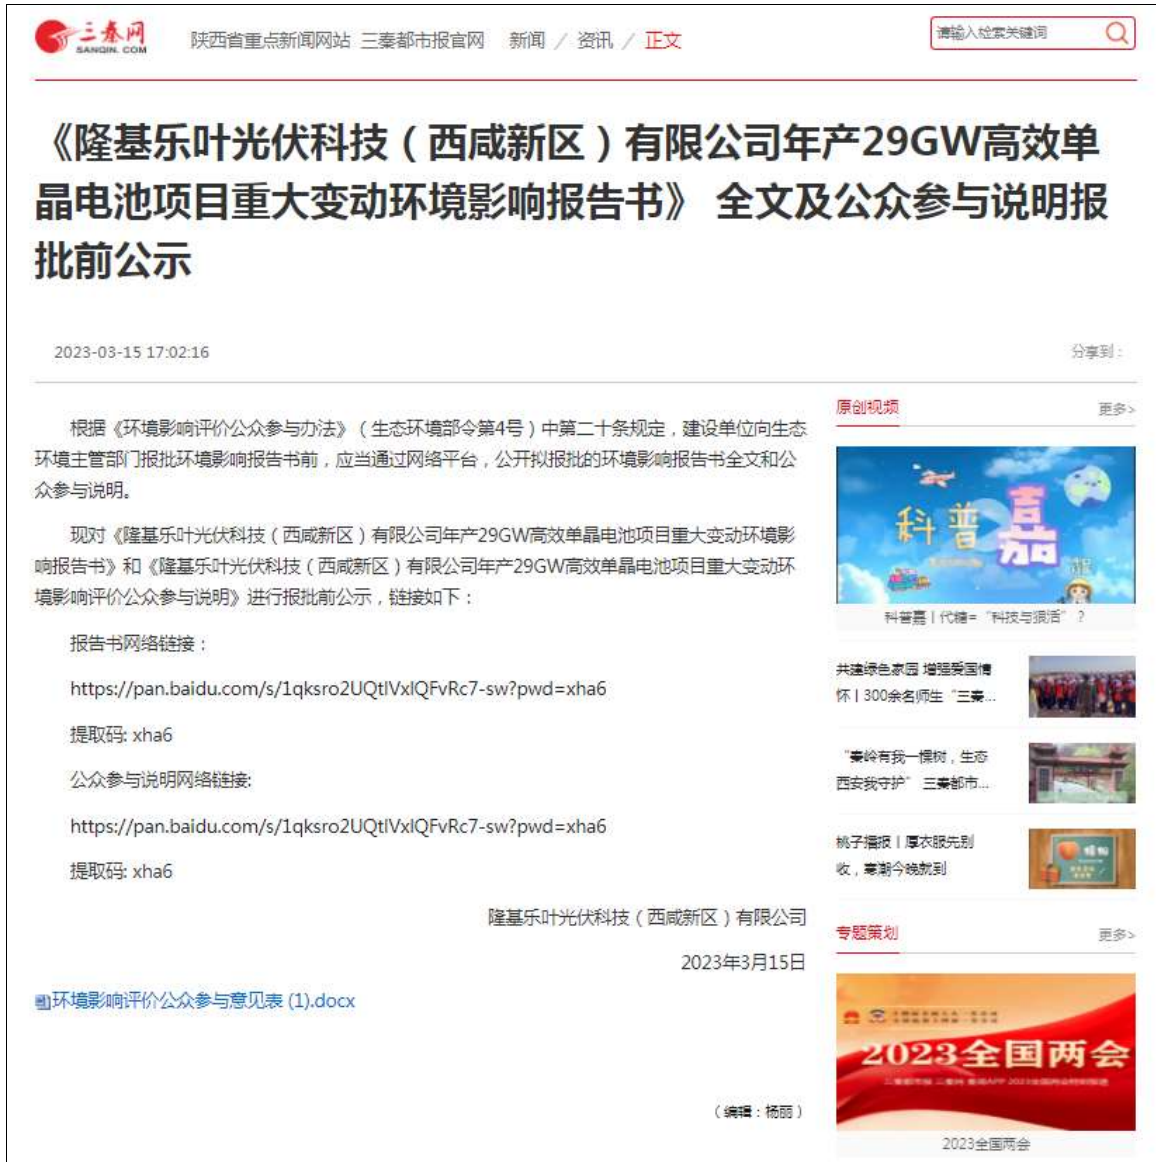 三秦网
SANQIN.COM
陕西省重点新闻网站 三秦都市报官网 新闻 / 资讯 / 正文
请输入检索关键词
《隆基乐叶光伏科技（西咸新区）有限公司年产29GW高效单
晶电池项目重大变动环境影响报告书》 全文及公众参与说明报
批前公示
2023-03-15 17:02:16
分享到：
根据《环境影响评价公众参与办法》（生态环境部令第4号）中第二十条规定，建设单位向生态
环境主管部门报批环境影响报告书前，应当通过网络平台，公开拟报批的环境影响报告书全文和公
众参与说明。
现对《隆基乐叶光伏科技（西咸新区）有限公司年产29GW高效单晶电池项目重大变动环境影
响报告书》和《隆基乐叶光伏科技（西咸新区）有限公司年产29GW高效单晶电池项目重大变动环
境影响评价公众参与说明》进行报批前公示，链接如下：
报告书网络链接：
https://pan.baidu.com/s/1qksro2UQtlVxlQFvRc7-sw?pwd=xha6
提取码: xha6
公众参与说明网络链接:
https://pan.baidu.com/s/1qksro2UQtlVxlQFvRc7-sw?pwd=xha6
提取码: xha6
隆基乐叶光伏科技（西咸新区）有限公司
2023年3月15日
环境影响评价公众参与意见表 (1).docx
（编辑：杨丽）
原创视频
更多>
科普嘉
科普嘉丨代糖=“科技与狠活”？
共建绿色家园 增强爱国情
怀丨300余名师生“三秦...
“秦岭有我一棵树，生态
西安我守护” 三秦都市...
桃子播报丨厚衣服先别
收，寒潮今晚就到
专题策划
更多>
2023全国两会
2023全国两会